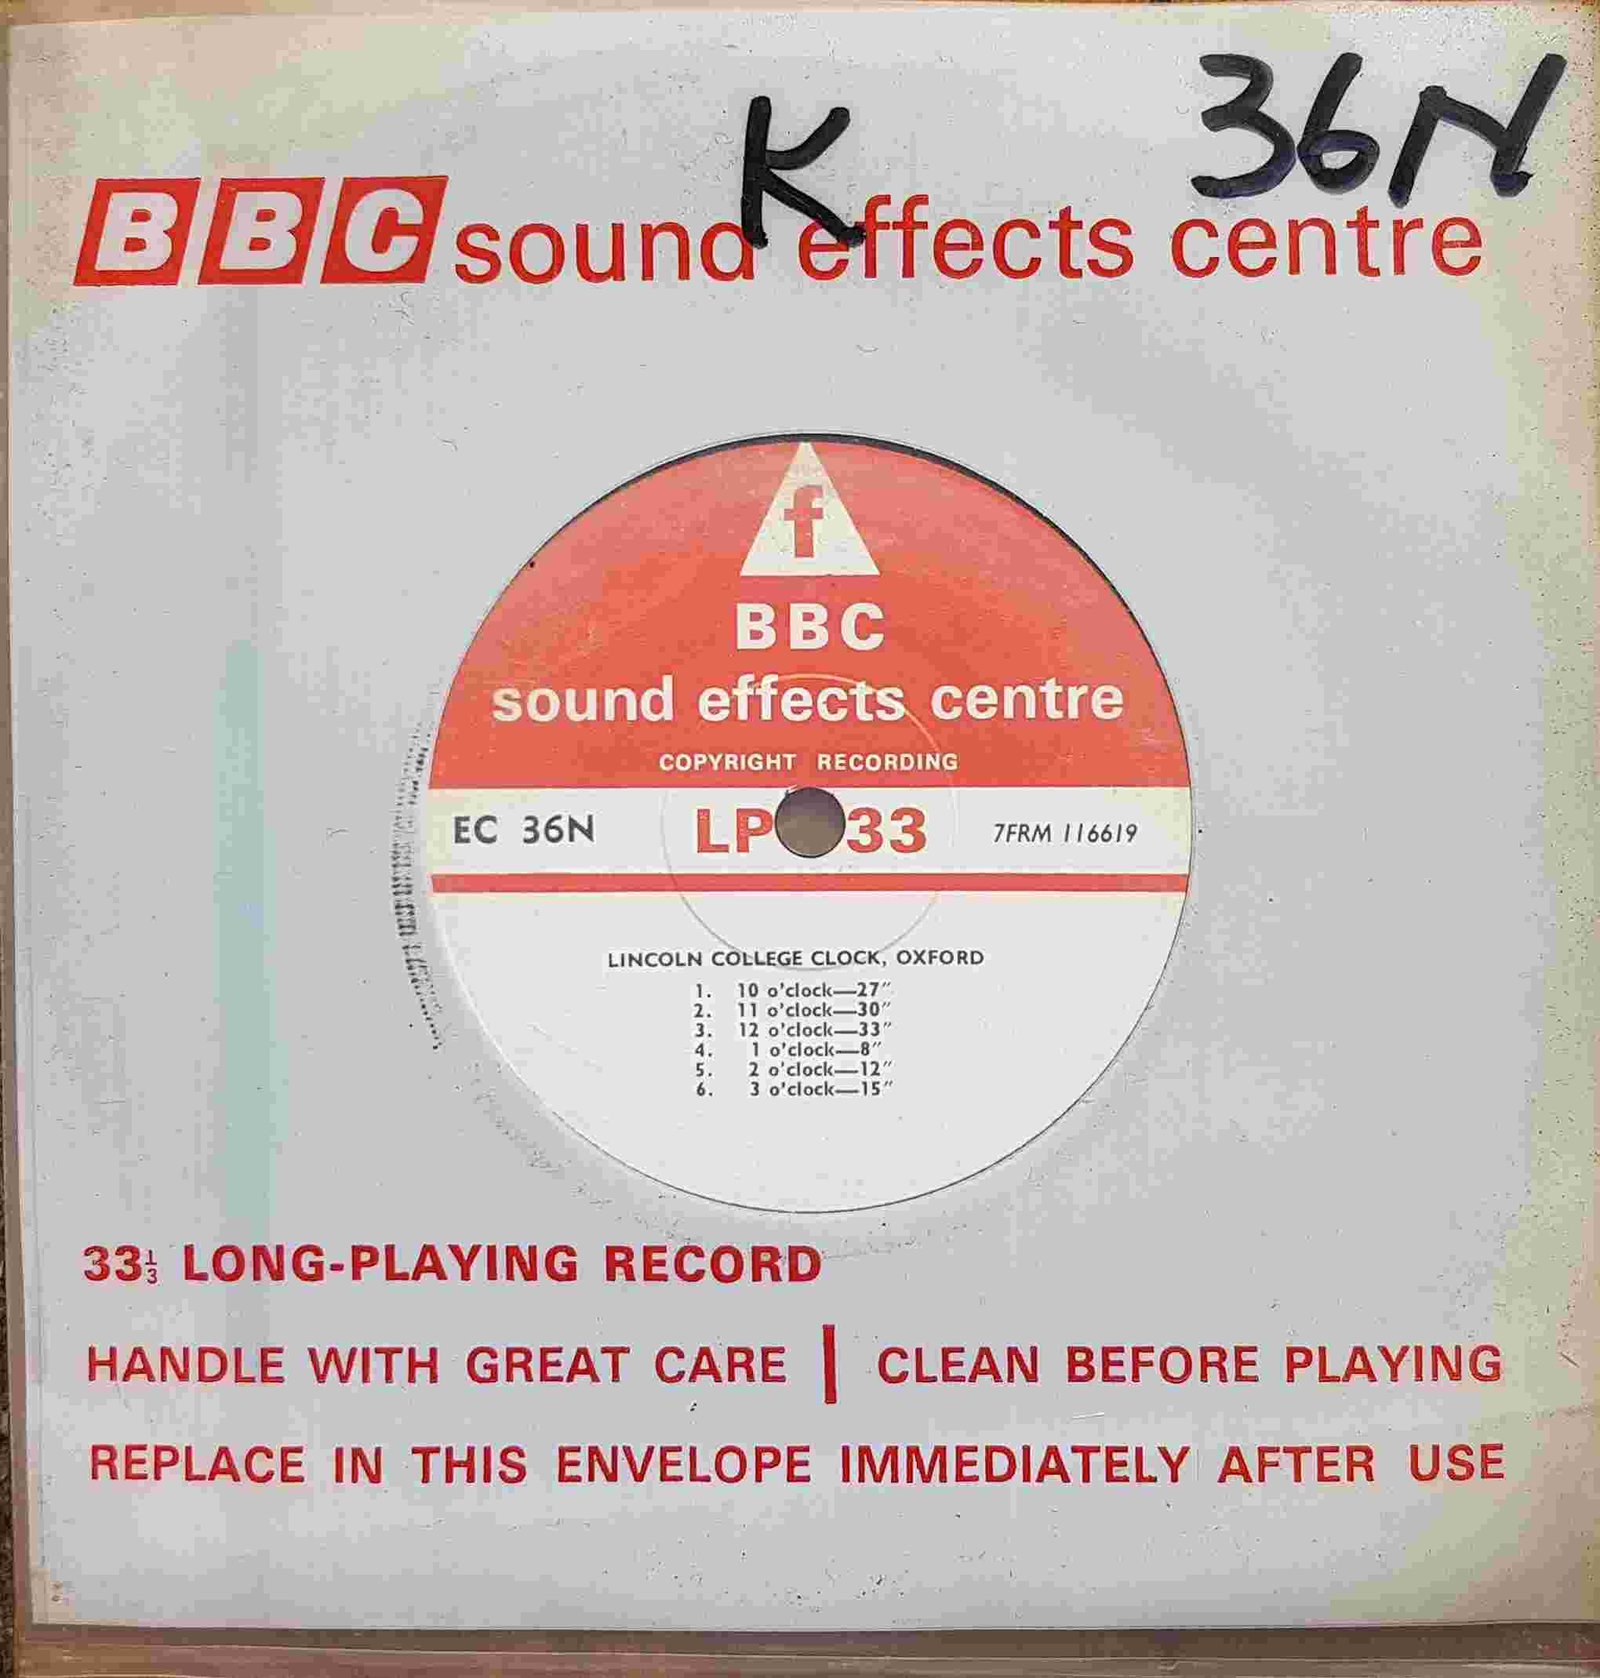 K 36N
BBC sound effects centre
f
BBC
sound effects centre
COPYRIGHT RECORDING
EC 36N LP 33 7FRM 116619
LINCOLN COLLEGE CLOCK, OXFORD
1. 10 o'clock—27"
2. 11 o'clock—30"
3. 12 o'clock—33"
4. 1 o'clock—8"
5. 2 o'clock—12"
6. 3 o'clock—15"
33⅓ LONG-PLAYING RECORD
HANDLE WITH GREAT CARE | CLEAN BEFORE PLAYING
REPLACE IN THIS ENVELOPE IMMEDIATELY AFTER USE